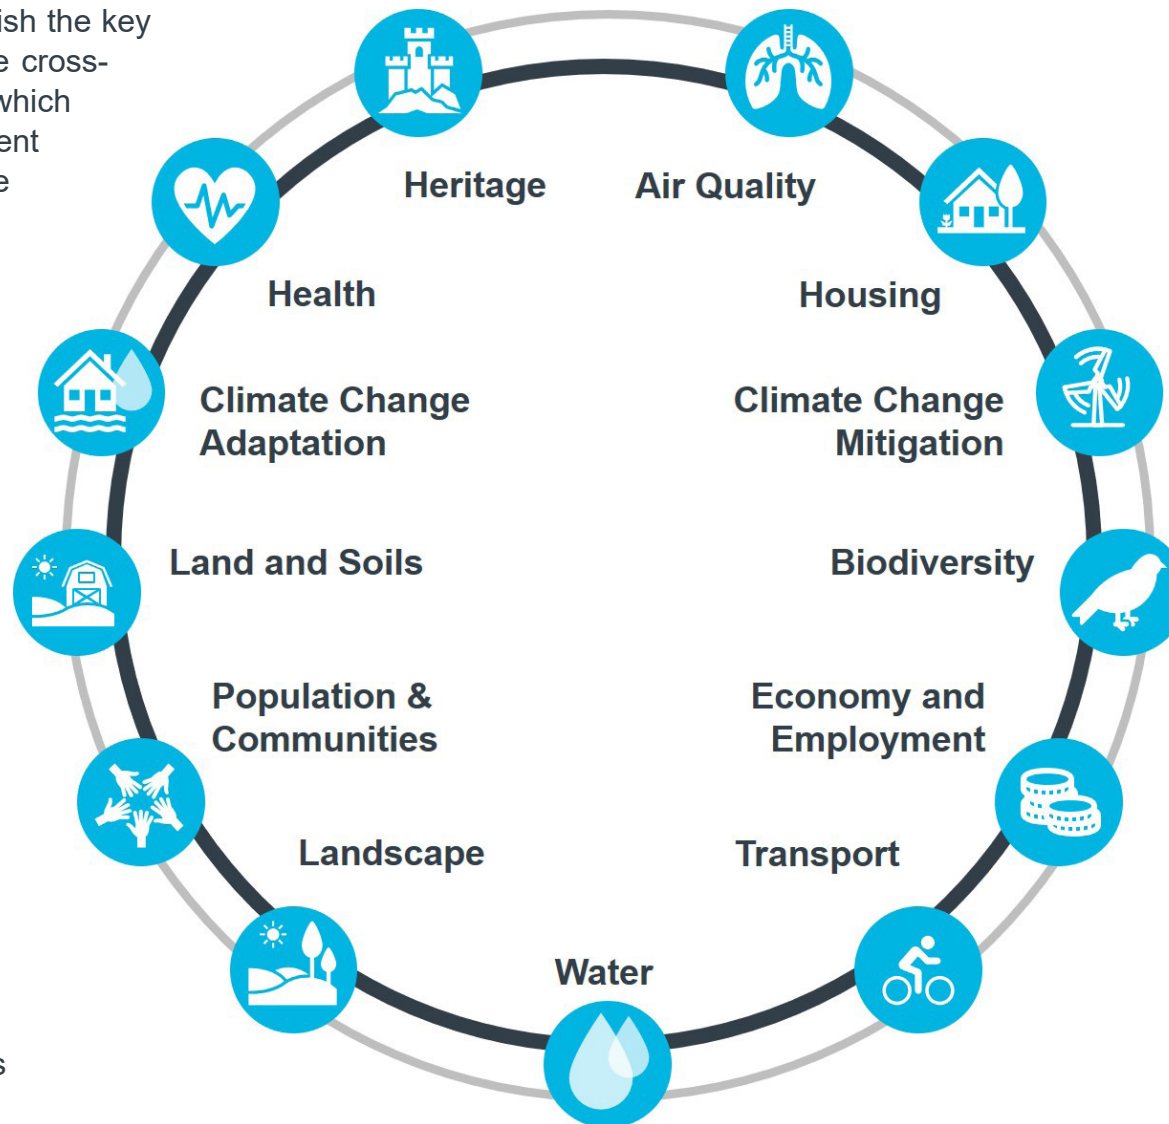 ish the key
e cross-
which
ent
e
Heritage
Air Quality
Health
Housing
Climate Change
Adaptation
Climate Change
Mitigation
Land and Soils
Biodiversity
Population &
Communities
Economy and
Employment
Landscape
Transport
Water
s